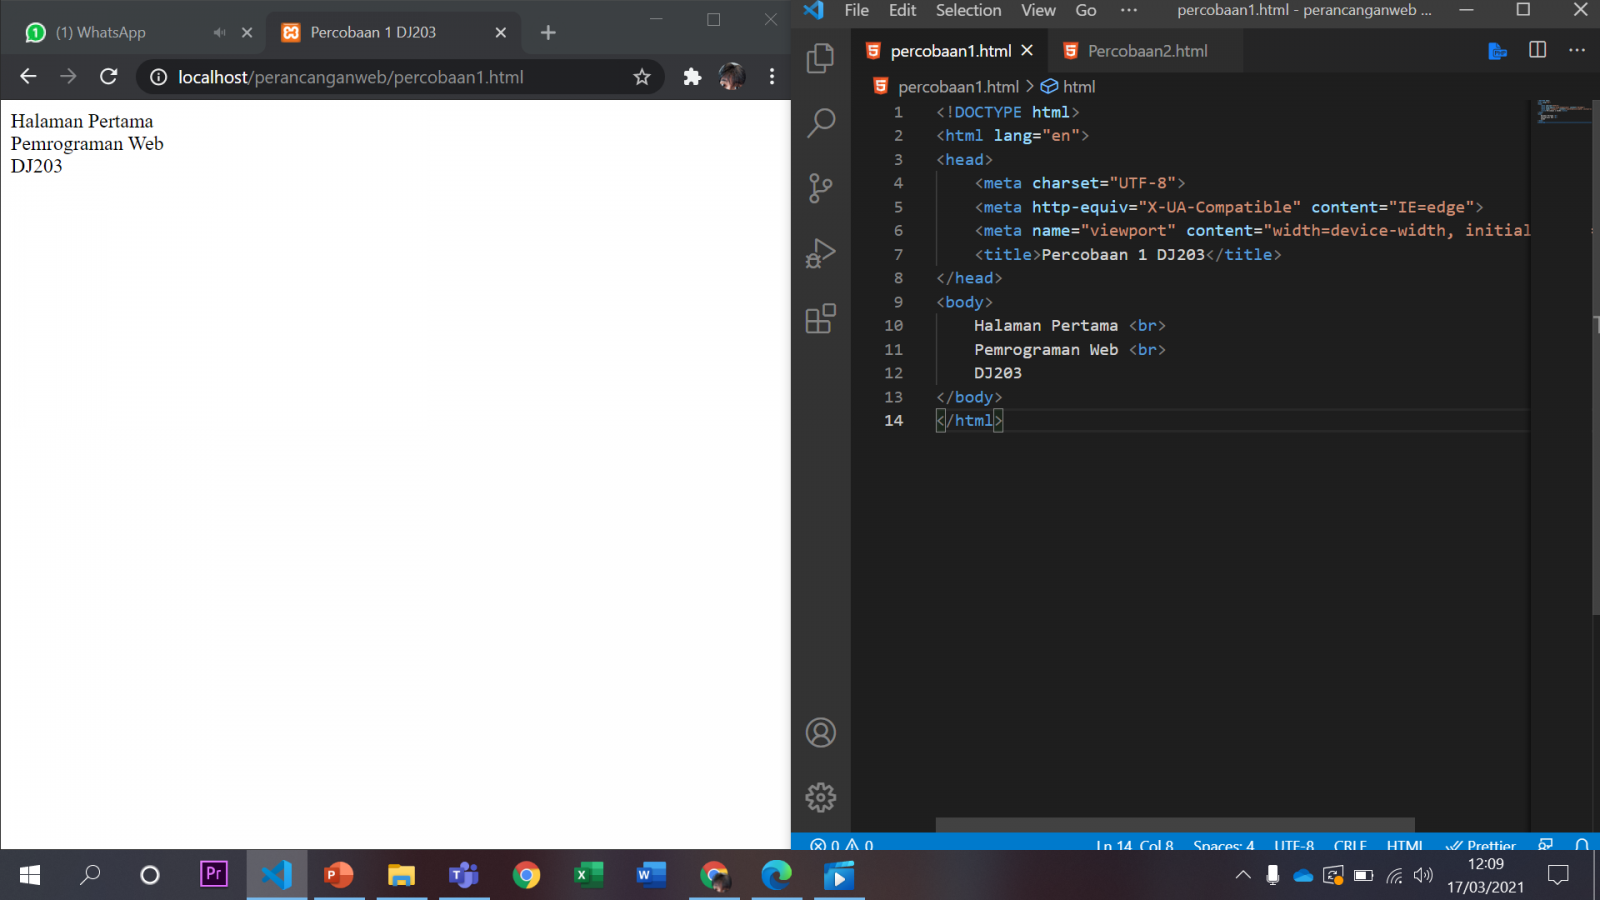 (1) WhatsApp
Percobaan 1 DJ203
localhost/perancanganweb/percobaan1.html
Halaman Pertama
Pemrograman Web
DJ203
File Edit Selection View Go ··· percobaan1.html - perancanganweb ...
percobaan1.html Percobaan2.html
percobaan1.html > html
1 <!DOCTYPE html>
2 <html lang="en">
3 <head>
4 <meta charset="UTF-8">
5 <meta http-equiv="X-UA-Compatible" content="IE=edge">
6 <meta name="viewport" content="width=device-width, initial
7 <title>Percobaan 1 DJ203</title>
8 </head>
9 <body>
10 Halaman Pertama <br>
11 Pemrograman Web <br>
12 DJ203
13 </body>
14 </html>
0 0 Ln 14, Col 8 Spaces: 4 UTF-8 CRLF HTML Prettier
Pr
12:09
17/03/2021